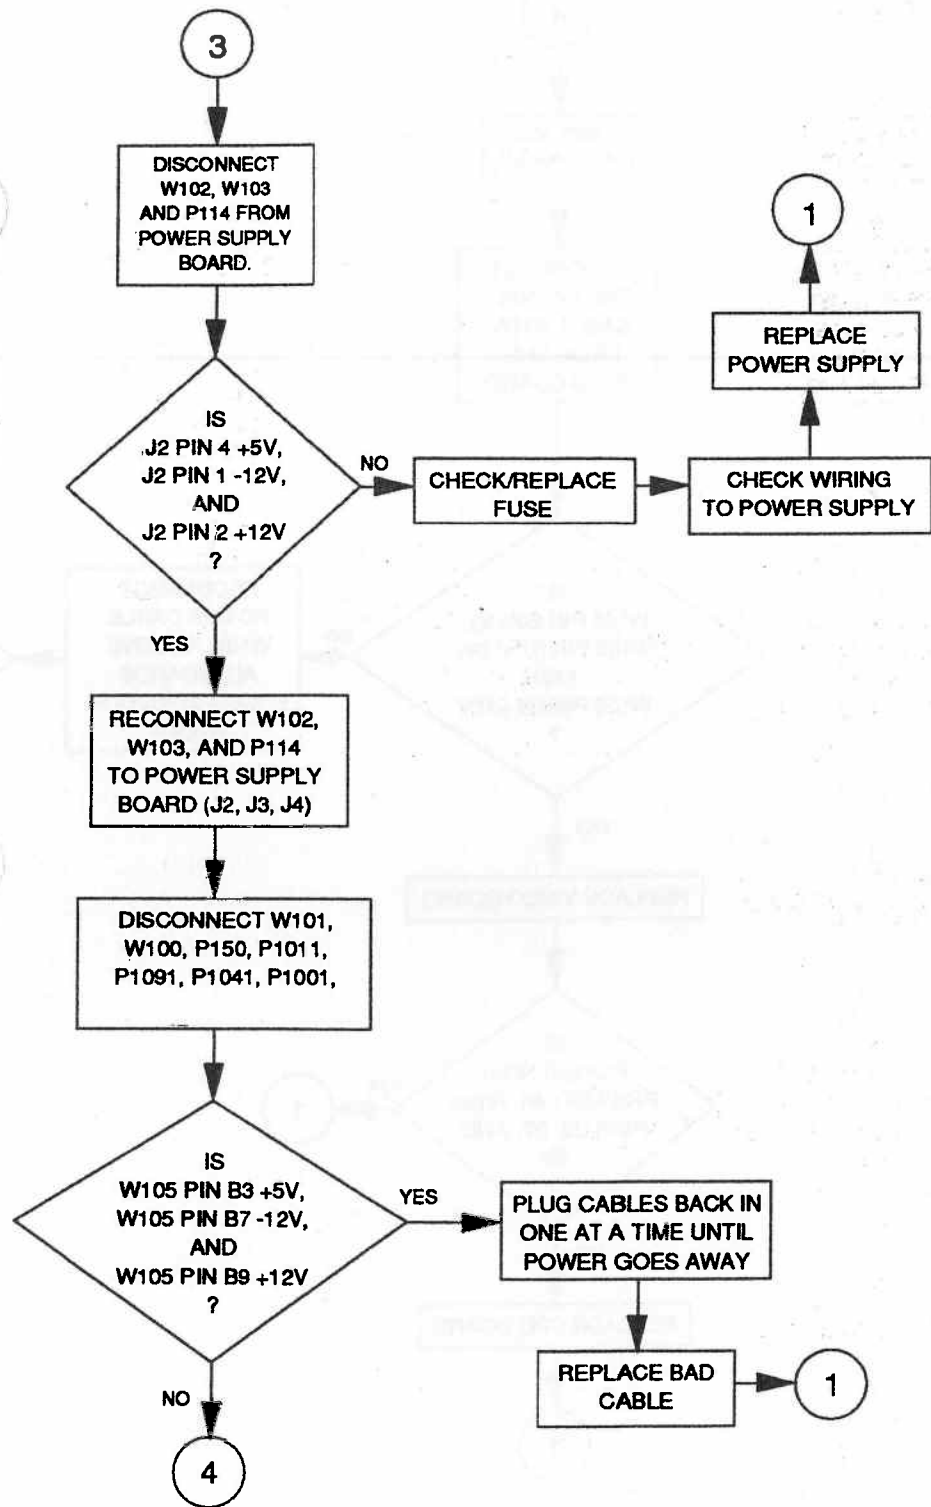 3
DISCONNECT
W102, W103
AND P114 FROM
POWER SUPPLY
BOARD.
IS
J2 PIN 4 +5V,
J2 PIN 1 -12V,
AND
J2 PIN 2 +12V
?
NO
CHECK/REPLACE
FUSE
CHECK WIRING
TO POWER SUPPLY
REPLACE
POWER SUPPLY
1
YES
RECONNECT W102,
W103, AND P114
TO POWER SUPPLY
BOARD (J2, J3, J4)
DISCONNECT W101,
W100, P150, P1011,
P1091, P1041, P1001,
IS
W105 PIN B3 +5V,
W105 PIN B7 -12V,
AND
W105 PIN B9 +12V
?
YES
PLUG CABLES BACK IN
ONE AT A TIME UNTIL
POWER GOES AWAY
REPLACE BAD
CABLE
1
NO
4